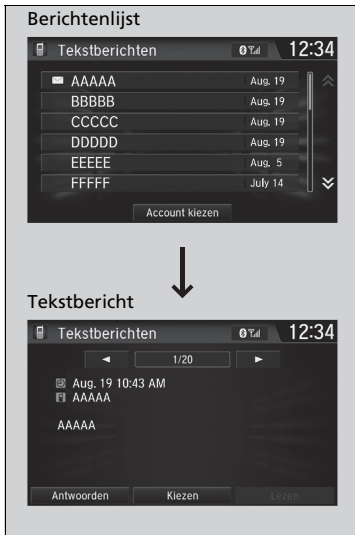 Berichtenlijst
Tekstberichten 12:34
AAAAA Aug. 19
BBBBB Aug. 19
CCCCC Aug. 19
DDDDD Aug. 19
EEEEE Aug. 5
FFFFF July 14
Account kiezen
Tekstbericht
Tekstberichten 12:34
1/20
Aug. 19 10:43 AM
AAAAA
AAAAA
Antwoorden Kiezen Lezen